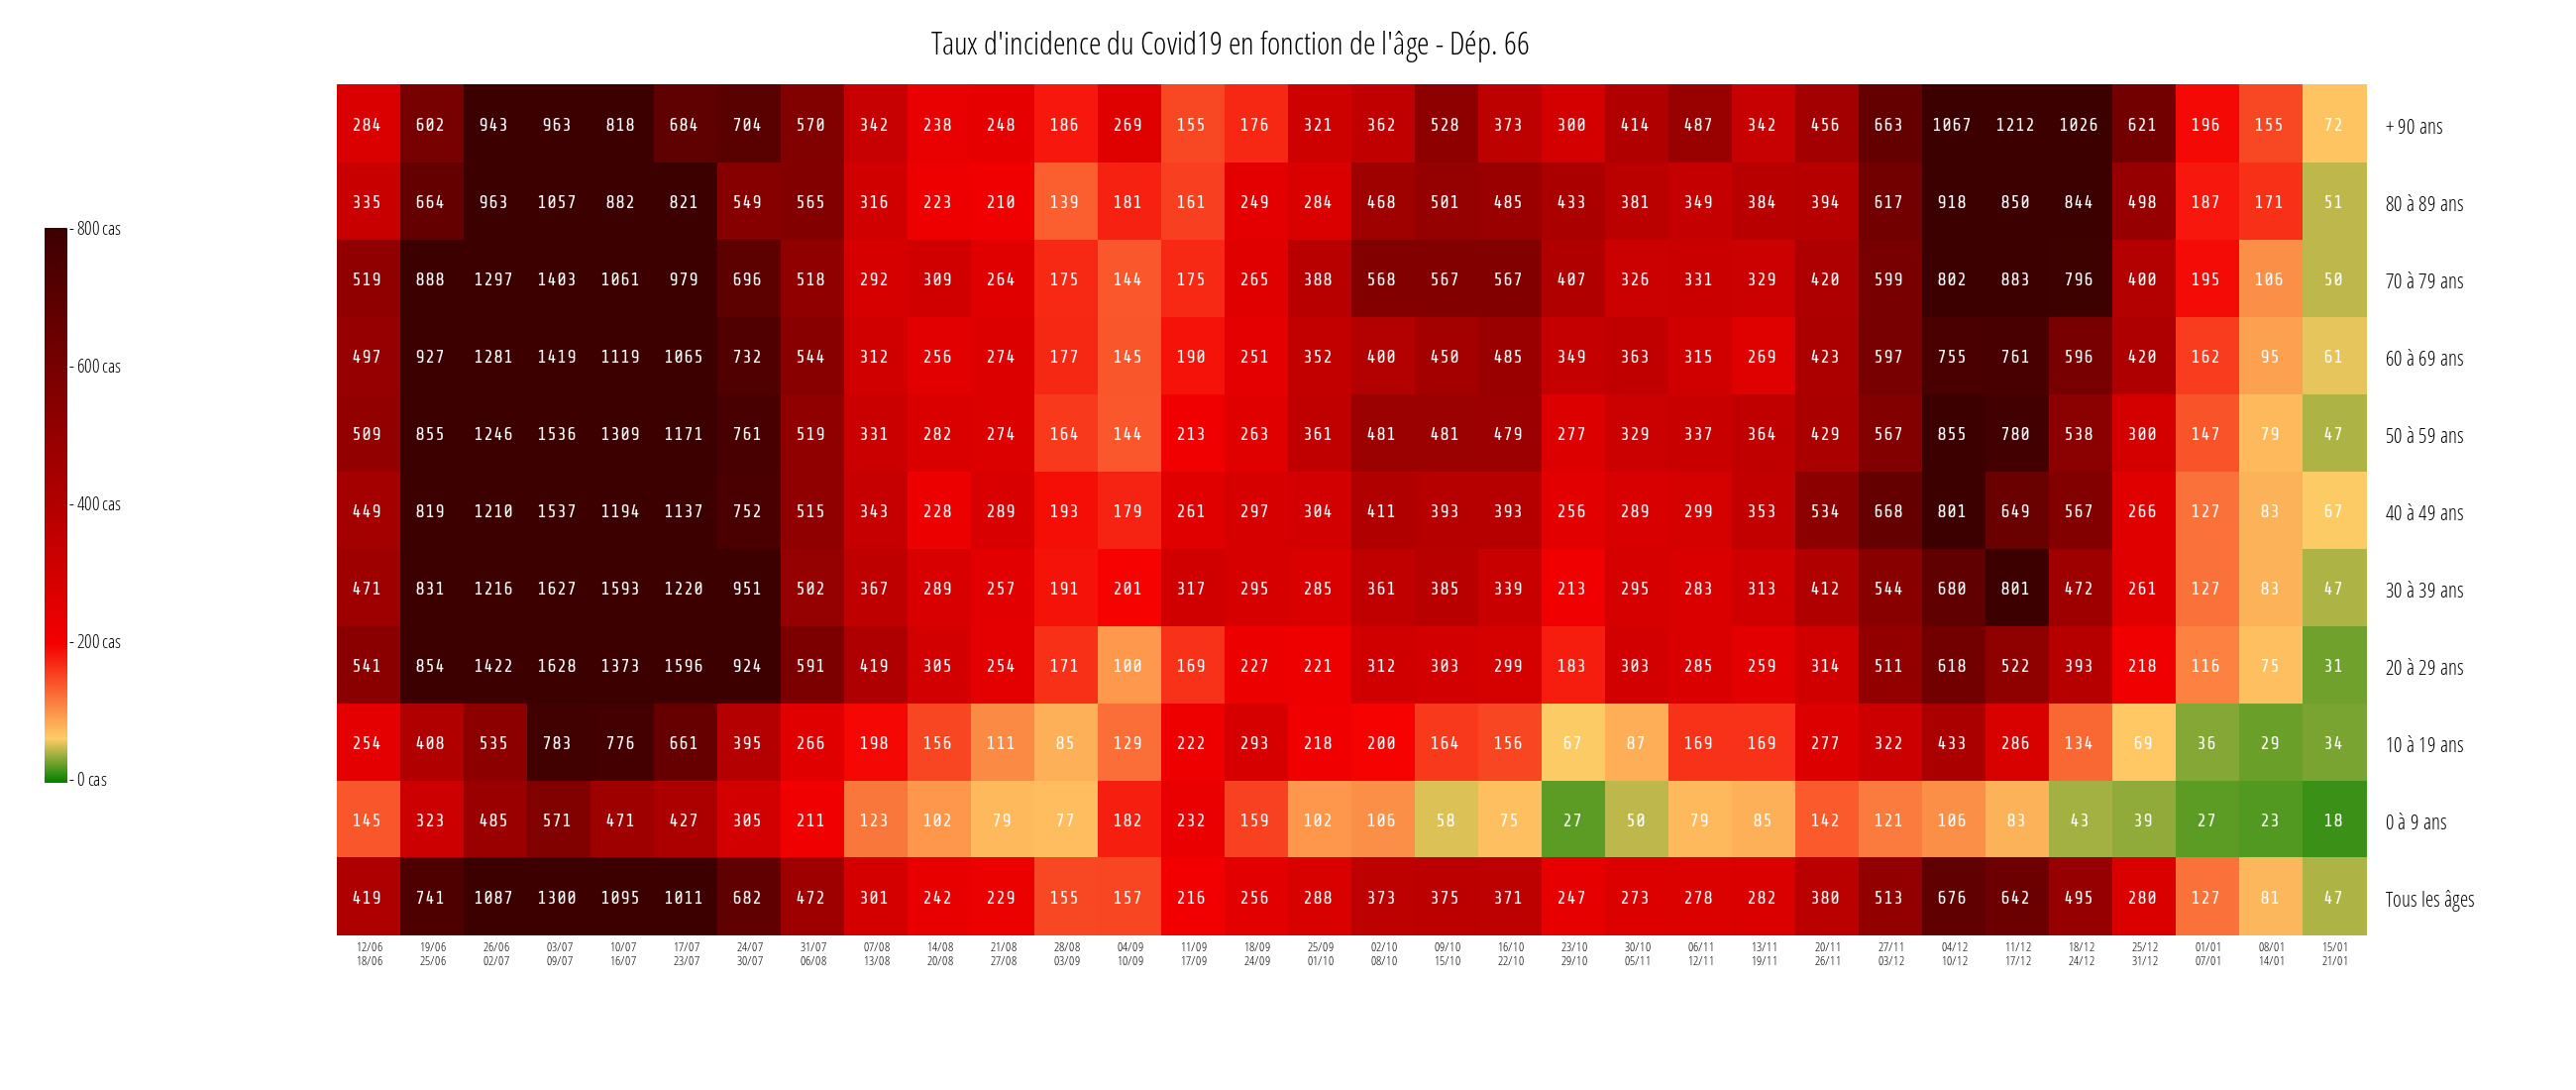 Taux d'incidence du Covid19 en fonction de l'âge - Dép. 66
- 800 cas
- 600 cas
- 400 cas
- 200 cas
- 0 cas
284 602 943 963 818 684 704 570 342 238 248 186 269 155 176 321 362 528 373 300 414 487 342 456 663 1067 1212 1026 621 196 155 72 + 90 ans
335 664 963 1057 882 821 549 565 316 223 210 139 181 161 249 284 468 501 485 433 381 349 384 394 617 918 850 844 498 187 171 51 80 à 89 ans
519 888 1297 1403 1061 979 696 518 292 309 264 175 144 175 265 388 568 567 567 407 326 331 329 420 599 802 883 796 400 195 106 50 70 à 79 ans
497 927 1281 1419 1119 1065 732 544 312 256 274 177 145 190 251 352 400 450 485 349 363 315 269 423 597 755 761 596 420 162 95 61 60 à 69 ans
509 855 1246 1536 1309 1171 761 519 331 282 274 164 144 213 263 361 481 481 479 277 329 337 364 429 567 855 780 538 300 147 79 47 50 à 59 ans
449 819 1210 1537 1194 1137 752 515 343 228 289 193 179 261 297 304 411 393 393 256 289 299 353 534 668 801 649 567 266 127 83 67 40 à 49 ans
471 831 1216 1627 1593 1220 951 502 367 289 257 191 201 317 295 285 361 385 339 213 295 283 313 412 544 680 801 472 261 127 83 47 30 à 39 ans
541 854 1422 1628 1373 1596 924 591 419 305 254 171 100 169 227 221 312 303 299 183 303 285 259 314 511 618 522 393 218 116 75 31 20 à 29 ans
254 408 535 783 776 661 395 266 198 156 111 85 129 222 293 218 200 164 156 67 87 169 169 277 322 433 286 134 69 36 29 34 10 à 19 ans
145 323 485 571 471 427 305 211 123 102 79 77 182 232 159 102 106 58 75 27 50 79 85 142 121 106 83 43 39 27 23 18 0 à 9 ans
419 741 1087 1300 1095 1011 682 472 301 242 229 155 157 216 256 288 373 375 371 247 273 278 282 380 513 676 642 495 280 127 81 47 Tous les âges
12/06 19/06 26/06 03/07 10/07 17/07 24/07 31/07 07/08 14/08 21/08 28/08 04/09 11/09 18/09 25/09 02/10 09/10 16/10 23/10 30/10 06/11 13/11 20/11 27/11 04/12 11/12 18/12 25/12 01/01 08/01 15/01
18/06 25/06 02/07 09/07 16/07 23/07 30/07 06/08 13/08 20/08 27/08 03/09 10/09 17/09 24/09 01/10 08/10 15/10 22/10 29/10 05/11 12/11 19/11 26/11 03/12 10/12 17/12 24/12 31/12 07/01 14/01 21/01